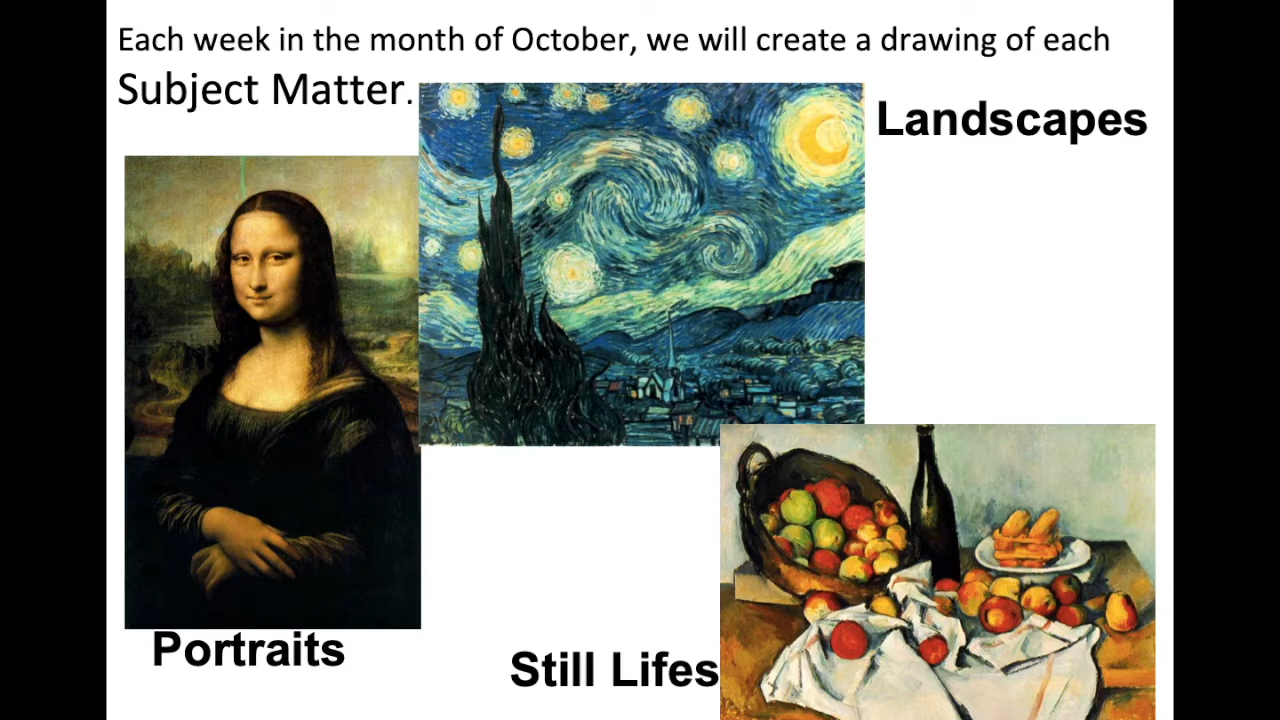 Each week in the month of October, we will create a drawing of each
Subject Matter.
Landscapes
Portraits
Still Lifes